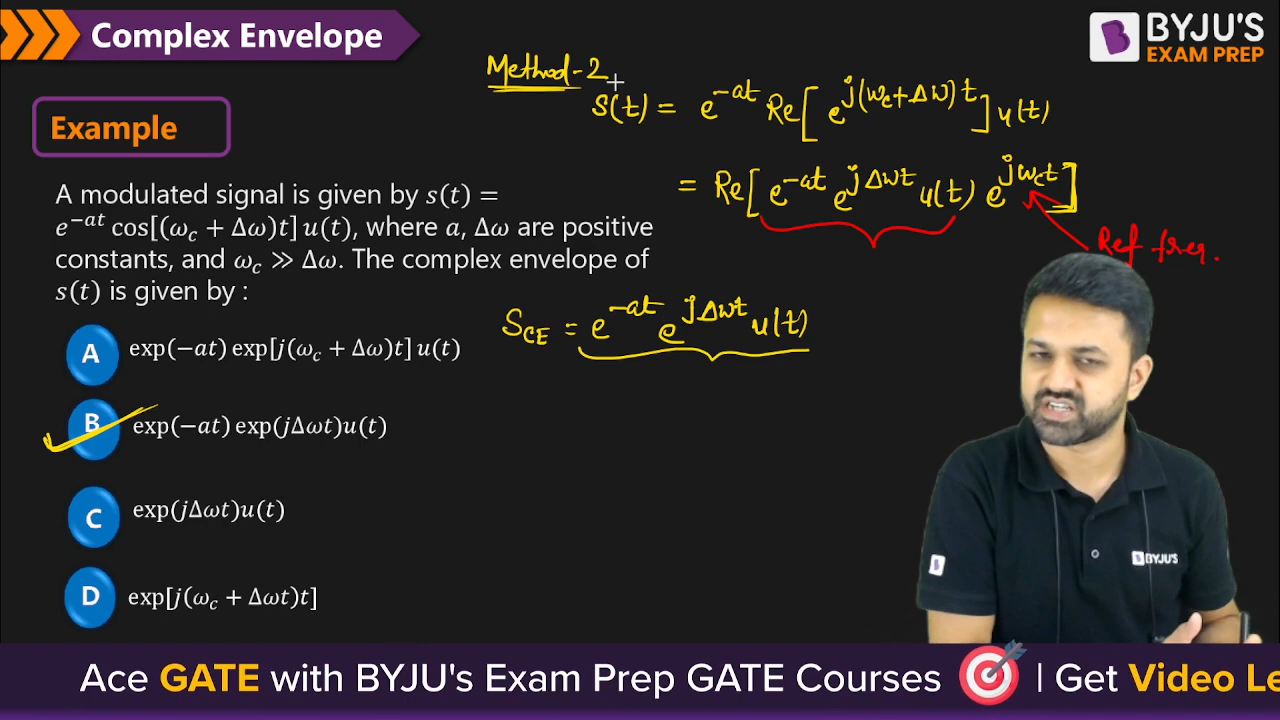 Complex Envelope
BYJU'S
EXAM PREP
Example
A modulated signal is given by s(t) =
e^{−at} cos[(ω_c + Δω)t] u(t), where a, Δω are positive
constants, and ω_c ≫ Δω. The complex envelope of
s(t) is given by :
A exp(−at) exp[j(ω_c + Δω)t] u(t)
B exp(−at) exp(jΔωt)u(t)
C exp(jΔωt)u(t)
D exp[j(ω_c + Δωt)t]
Method-2
s(t) = e^{-at} Re[e^{j(ω_c+Δω)t}] u(t)
= Re[e^{-at} e^{jΔωt} u(t) e^{jω_ct}]
Ref freq.
S_{CE} = e^{-at} e^{jΔωt} u(t)
BYJU'S
Ace GATE with BYJU's Exam Prep GATE Courses | Get Video Le